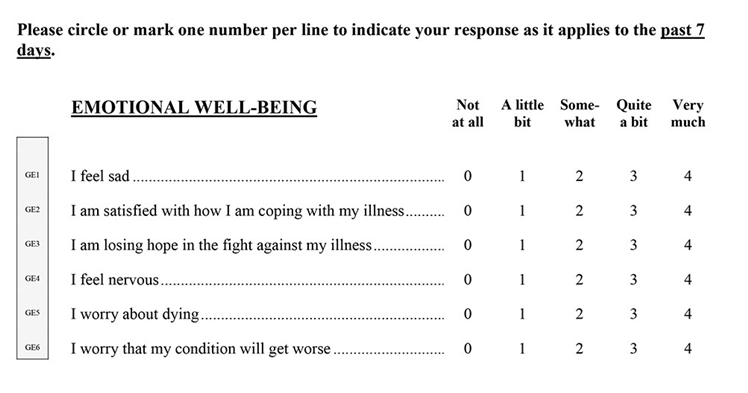 Please circle or mark one number per line to indicate your response as it applies to the past 7
days.
EMOTIONAL WELL-BEING Not at all A little bit Some-what Quite a bit Very much
GE1 I feel sad 0 1 2 3 4
GE2 I am satisfied with how I am coping with my illness 0 1 2 3 4
GE3 I am losing hope in the fight against my illness 0 1 2 3 4
GE4 I feel nervous 0 1 2 3 4
GE5 I worry about dying 0 1 2 3 4
GE6 I worry that my condition will get worse 0 1 2 3 4